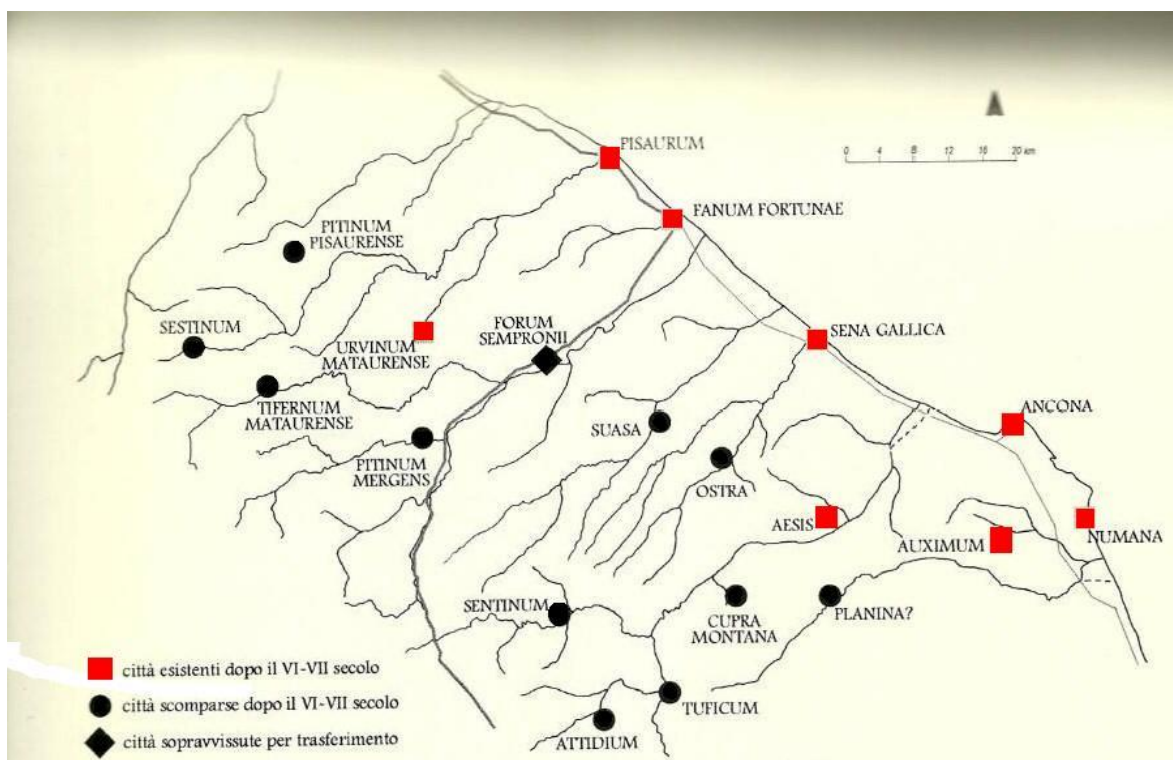 PISAURUM
0 4 8 12 16 20 km
FANUM FORTUNAE
PITINUM
PISAURENSE
SESTINUM
FORUM
SEMPRONII
SENA GALLICA
URVINUM
MATAURENSE
TIFERNUM
MATAURENSE
ANCONA
SUASA
PITINUM
MERGENS
OSTRA
AESIS
NUMANA
AUXIMUM
SENTINUM
CUPRA
MONTANA
PLANINA?
TUFICUM
ATTIDIUM
città esistenti dopo il VI-VII secolo
città scomparse dopo il VI-VII secolo
città sopravvissute per trasferimento